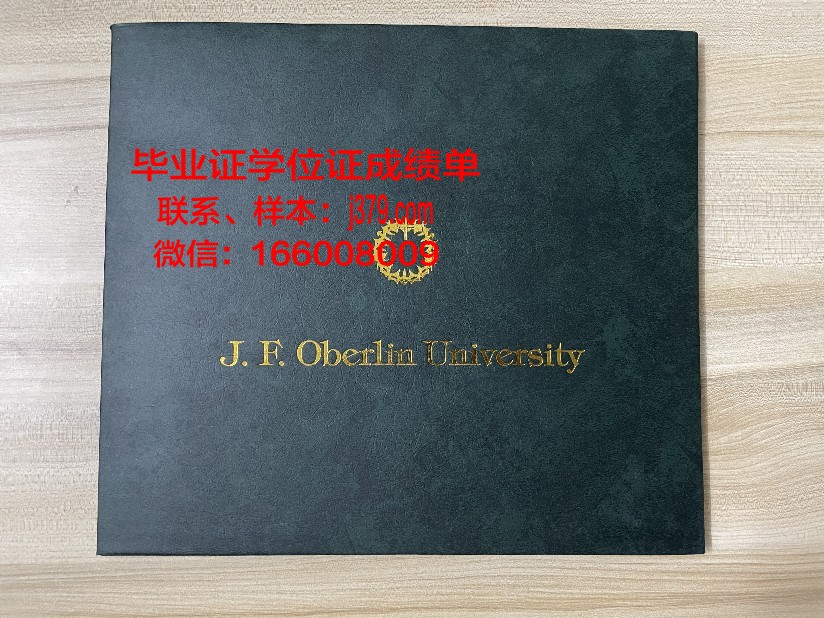 毕业证学位证成绩单
联系、样本：j379.com
微信：166008009
J. F. Oberlin University